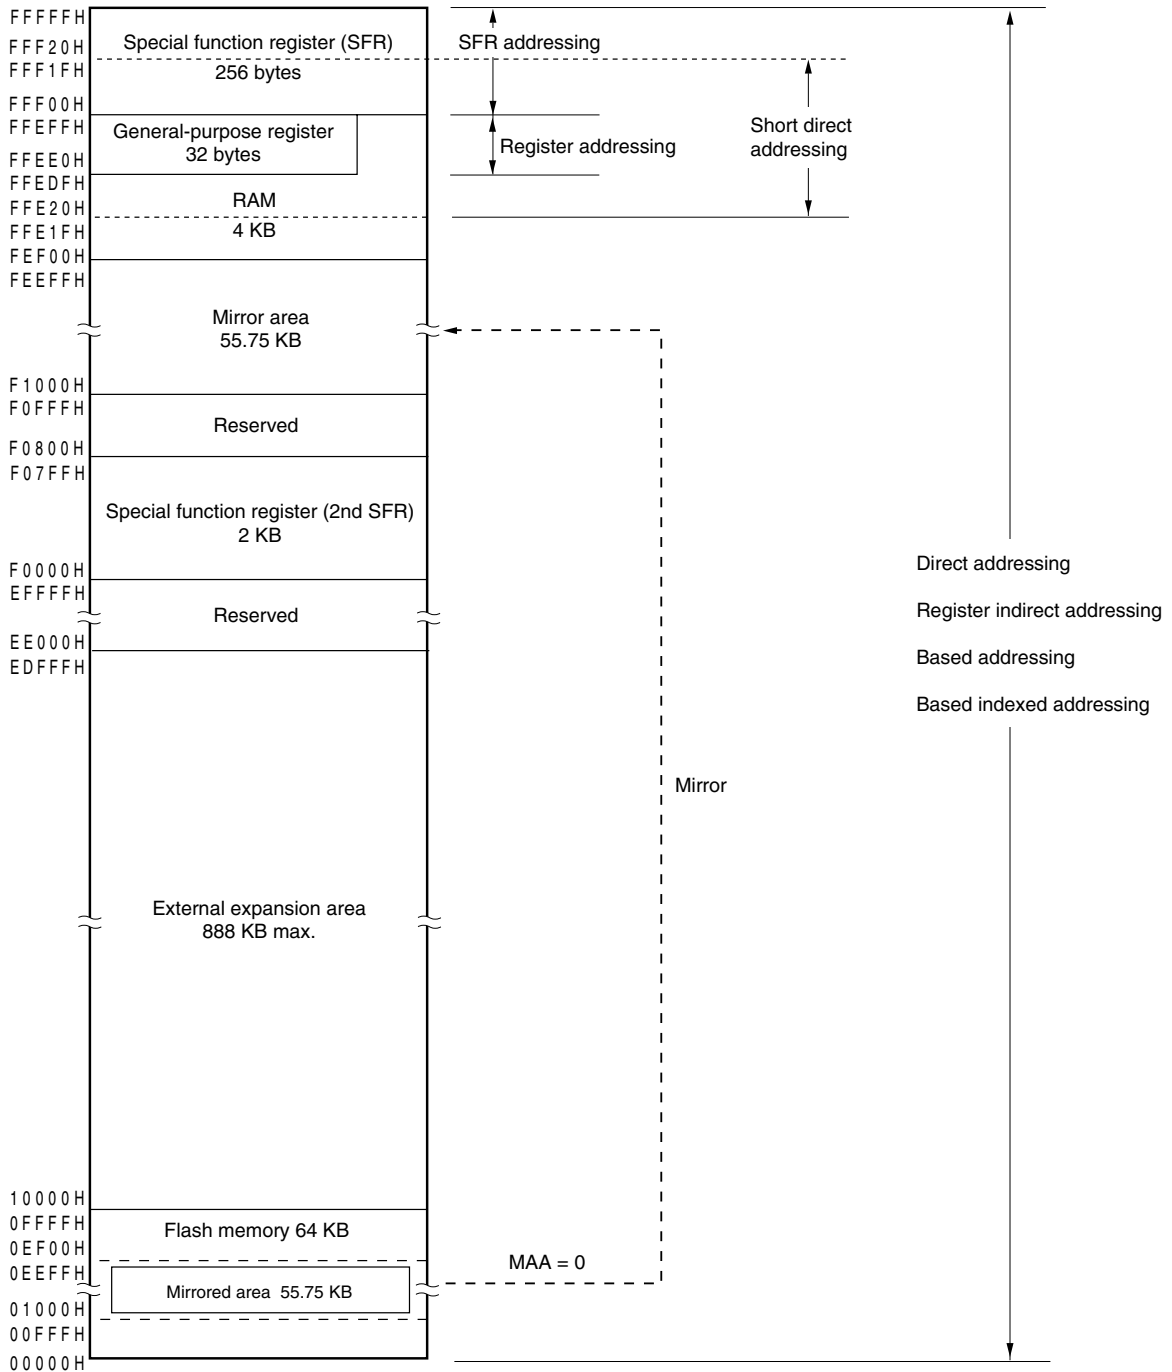 FFFFFH
FFF20H
FFF1FH
FFF00H
FFEFFH
FFEE0H
FFEDFH
FFE20H
FFE1FH
FEF00H
FEEFFH
F1000H
F0FFFH
F0800H
F07FFH
F0000H
EFFFFH
EE000H
EDFFFH
10000H
0FFFFH
0EF00H
0EEFFH
01000H
00FFFH
00000H
Special function register (SFR)
256 bytes
General-purpose register
32 bytes
RAM
4 KB
Mirror area
55.75 KB
Reserved
Special function register (2nd SFR)
2 KB
Reserved
External expansion area
888 KB max.
Flash memory 64 KB
Mirrored area 55.75 KB
SFR addressing
Register addressing
Short direct
addressing
Mirror
MAA = 0
Direct addressing
Register indirect addressing
Based addressing
Based indexed addressing